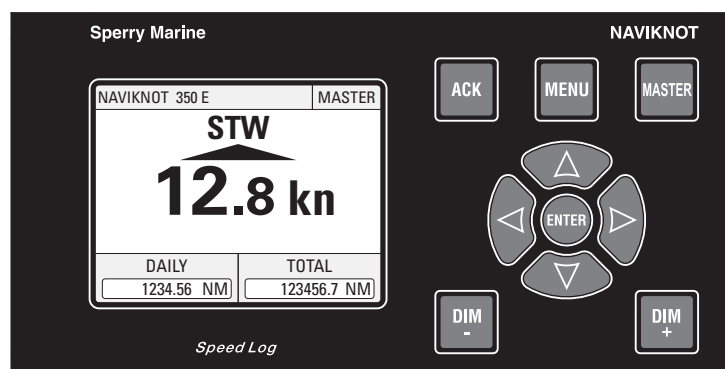 Sperry Marine
NAVIKNOT
NAVIKNOT 350 E
MASTER
STW
12.8 kn
DAILY
TOTAL
1234.56 NM
123456.7 NM
Speed Log
ACK
MENU
MASTER
ENTER
DIM
-
DIM
+